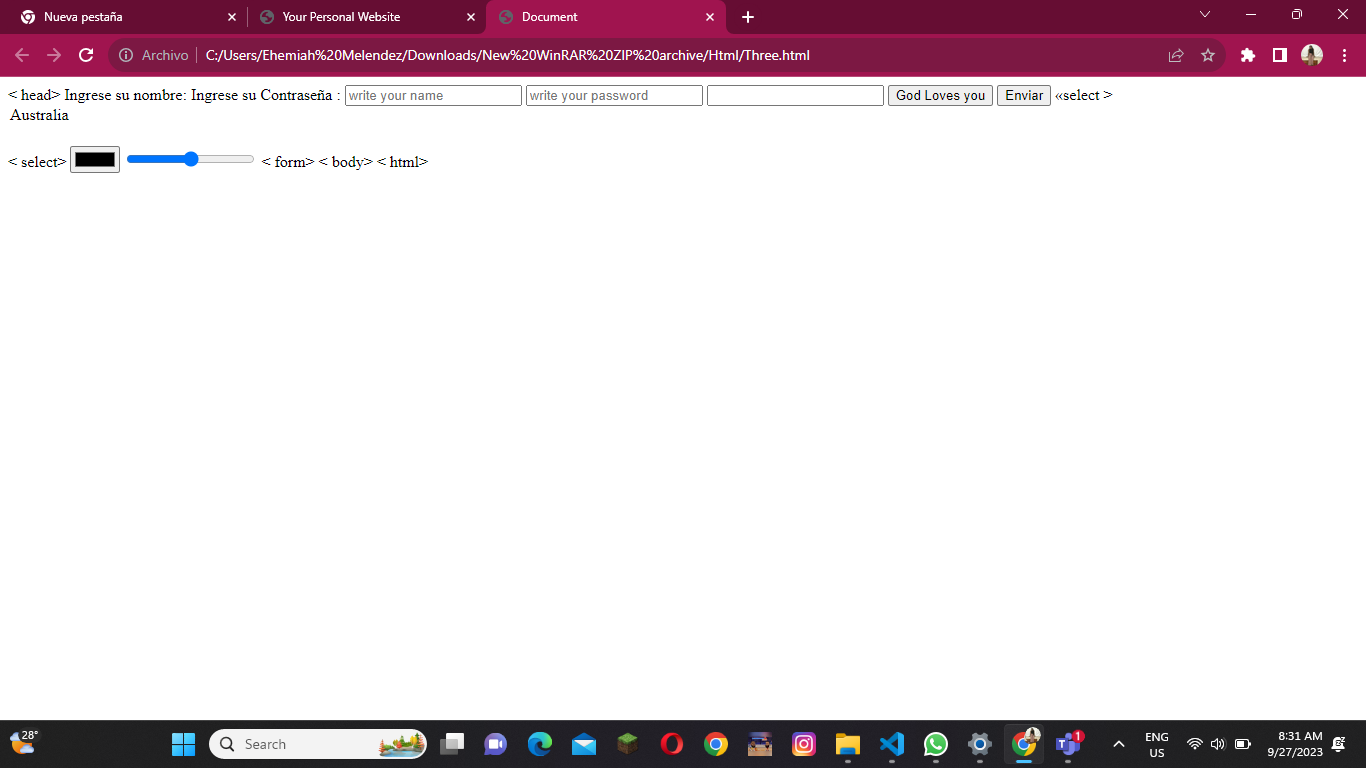 Nueva pestaña
Your Personal Website
Document
Archivo
C:/Users/Ehemiah%20Melendez/Downloads/New%20WinRAR%20ZIP%20archive/Html/Three.html
< head> Ingrese su nombre: Ingrese su Contraseña : write your name write your password God Loves you Enviar «select >
Australia
< select> < form> < body> < html>
28°
Search
1
ENG
US
8:31 AM
9/27/2023